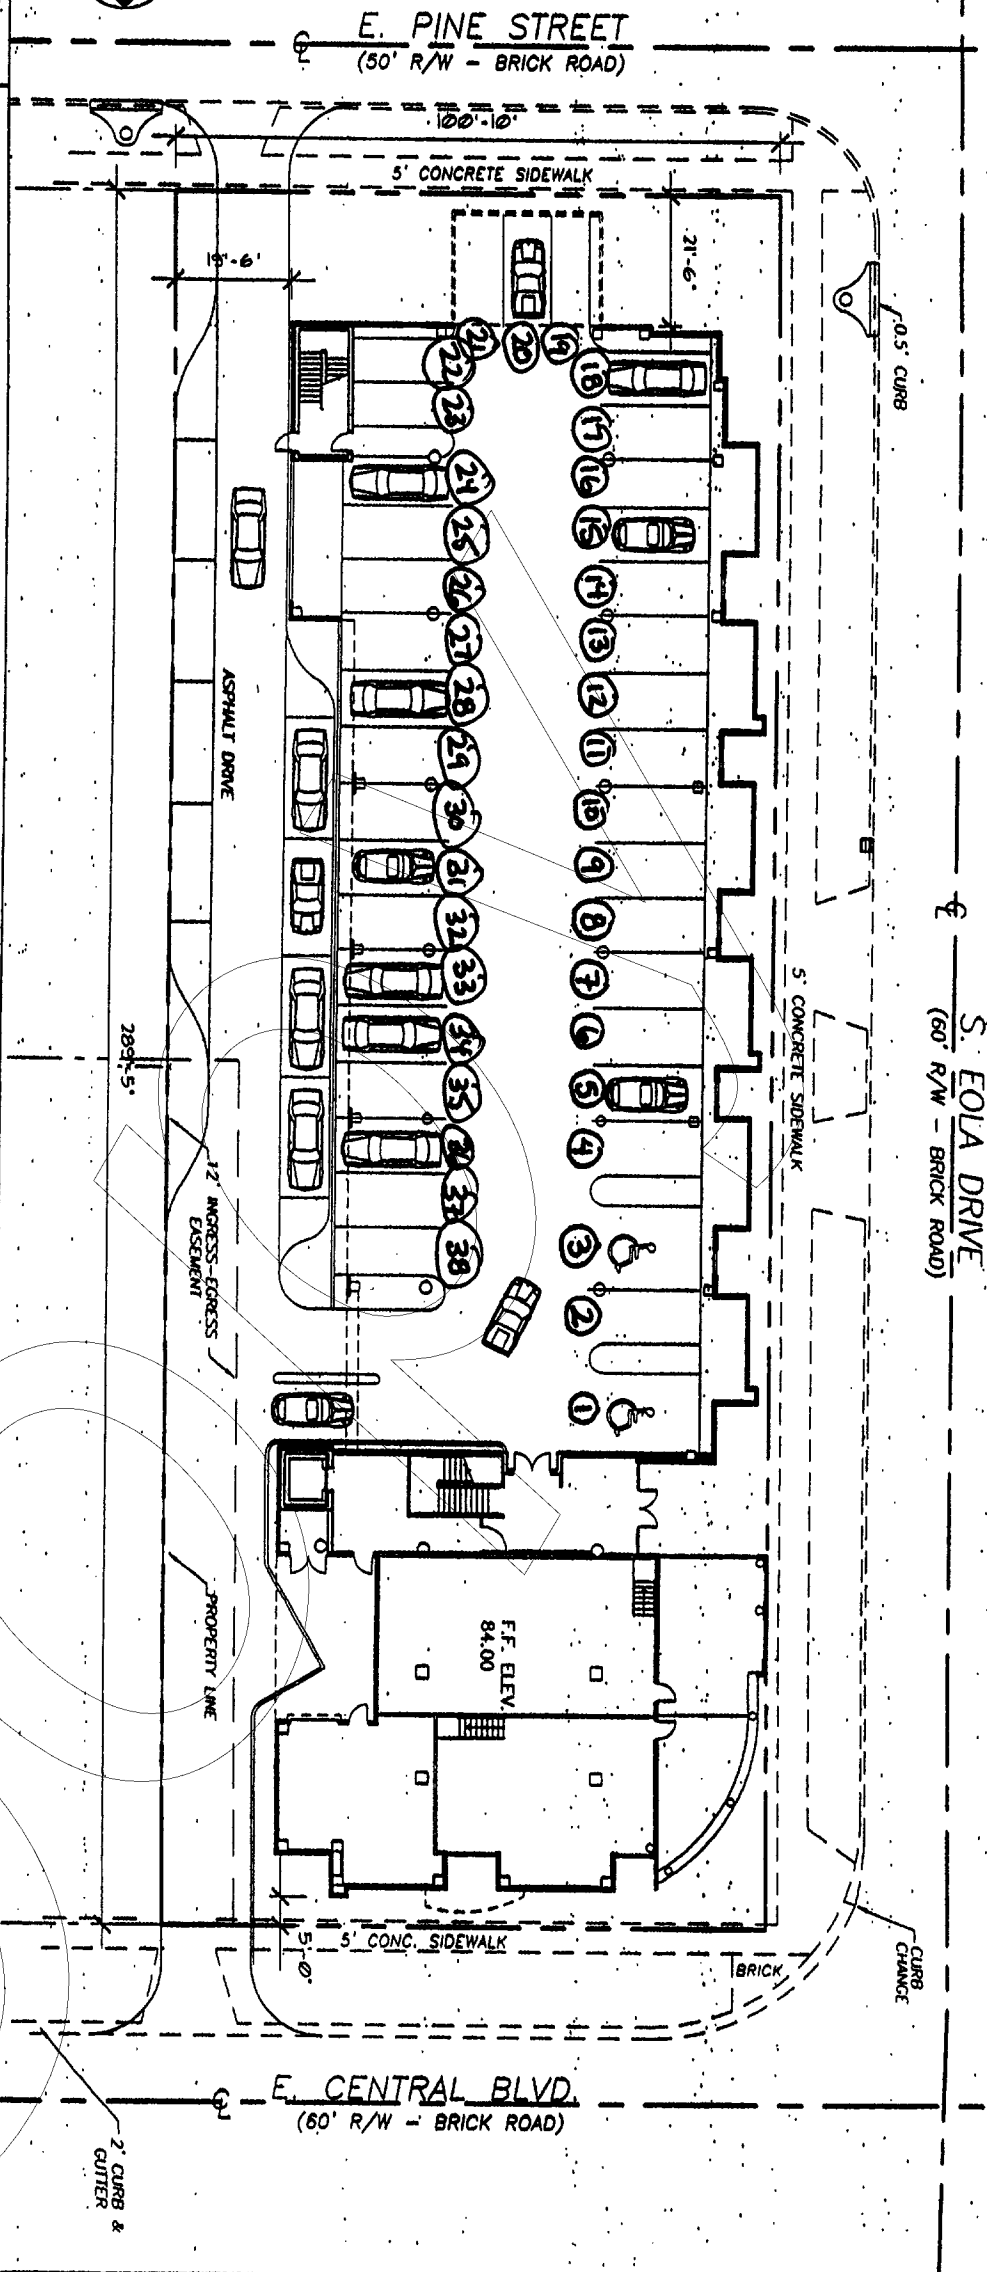 E. PINE STREET
(50' R/W - BRICK ROAD)
100'-10"
5' CONCRETE SIDEWALK
21'-6"
0.5' CURB
21
20
19
22
18
23
17
24
16
25
15
26
14
27
13
28
12
29
11
30
10
31
9
32
8
33
7
34
6
35
5
36
4
37
3
38
2
1
ASPHALT DRIVE
5' CONCRETE SIDEWALK
S. EOLA DRIVE
(60' R/W - BRICK ROAD)
289'-5"
12' INGRESS-EGRESS
EASEMENT
PROPERTY LINE
F.F. ELEV.
84.00
5' CONC. SIDEWALK
5'-0"
BRICK
CURB
CHANGE
E. CENTRAL BLVD.
(60' R/W - BRICK ROAD)
2' CURB &
GUTTER